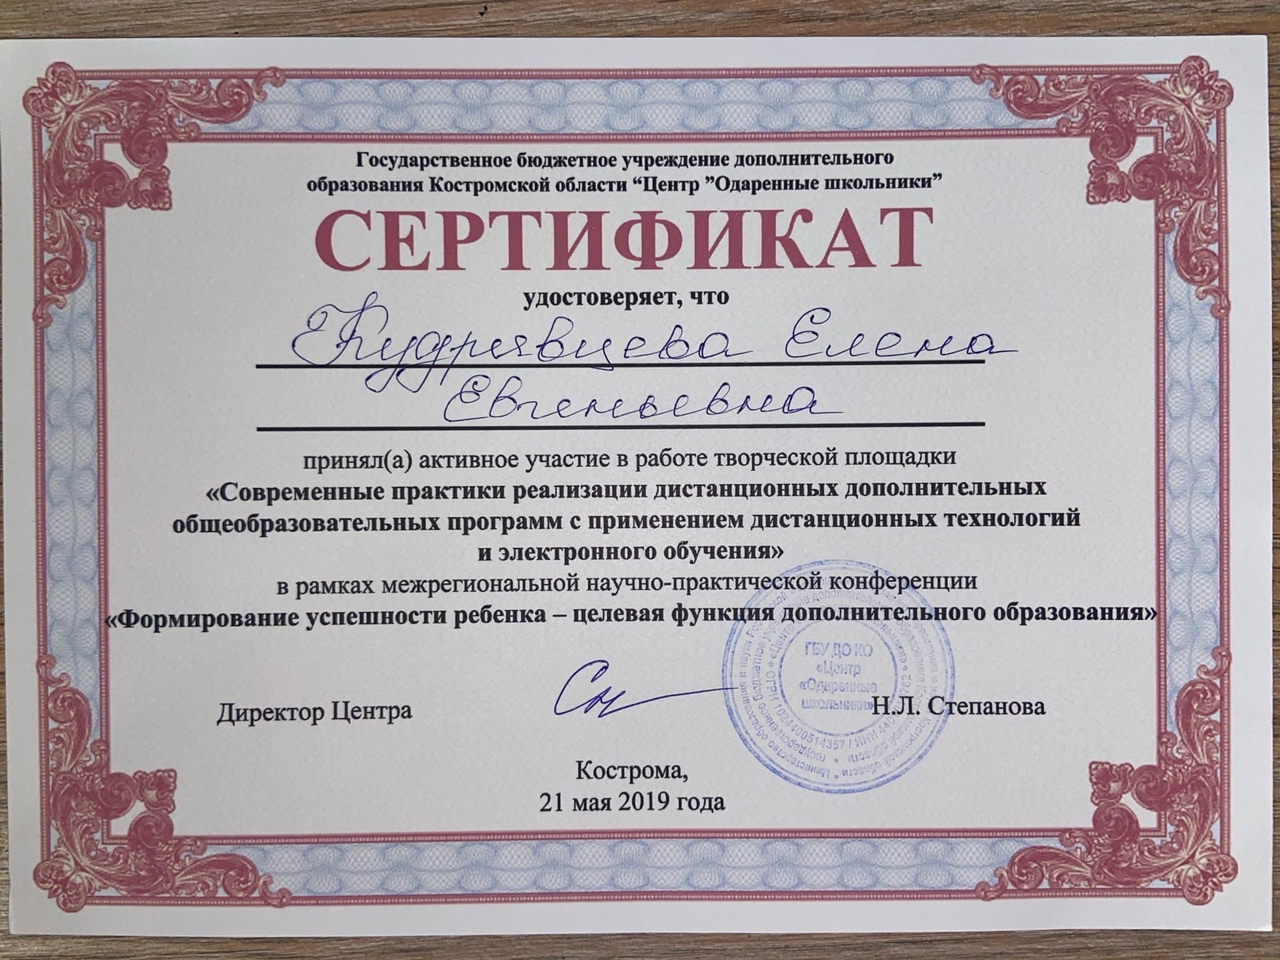 Государственное бюджетное учреждение дополнительного
образования Костромской области “Центр ”Одаренные школьники”
СЕРТИФИКАТ
удостоверяет, что
Кудрявцева Елена
Евгеньевна
принял(а) активное участие в работе творческой площадки
«Современные практики реализации дистанционных дополнительных
общеобразовательных программ с применением дистанционных технологий
и электронного обучения»
в рамках межрегиональной научно-практической конференции
«Формирование успешности ребенка – целевая функция дополнительного образования»
ГБУ ДО КО
«Центр
«Одаренные
школьники»
Директор Центра
Н.Л. Степанова
Кострома,
21 мая 2019 года